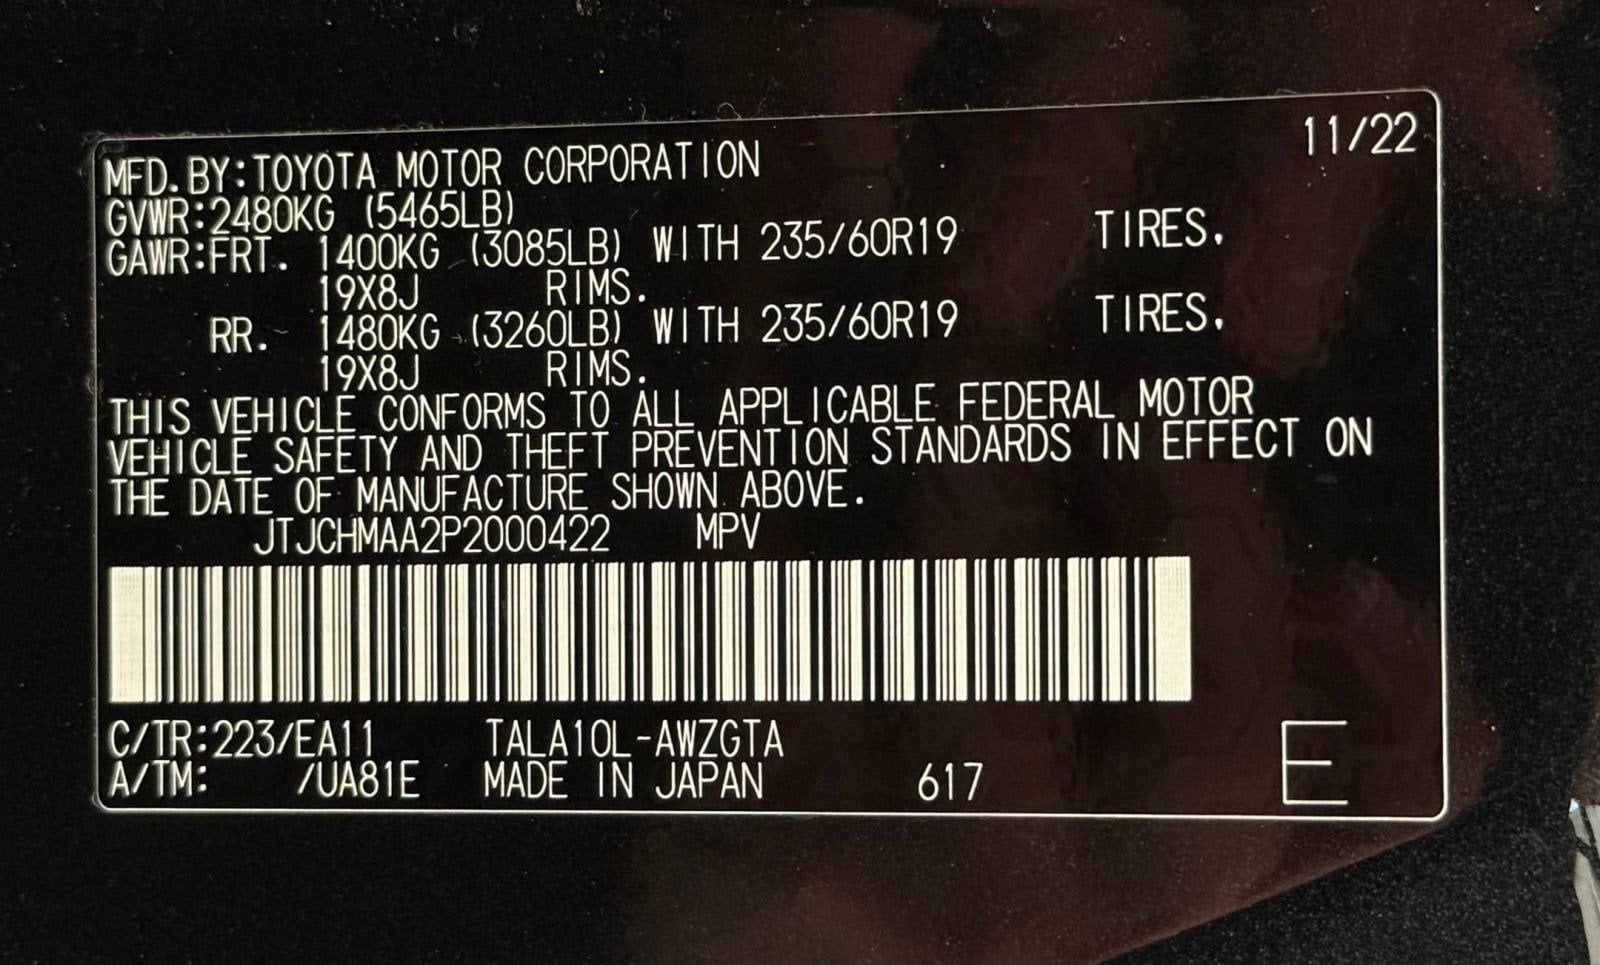 11/22
MFD.BY:TOYOTA MOTOR CORPORATION
GVWR:2480KG (5465LB)
GAWR:FRT. 1400KG (3085LB) WITH 235/60R19 TIRES.
19X8J RIMS.
RR. 1480KG (3260LB) WITH 235/60R19 TIRES.
19X8J RIMS.
THIS VEHICLE CONFORMS TO ALL APPLICABLE FEDERAL MOTOR
VEHICLE SAFETY AND THEFT PREVENTION STANDARDS IN EFFECT ON
THE DATE OF MANUFACTURE SHOWN ABOVE.
JTJCHMAA2P2000422 MPV
C/TR:223/EA11 TALA10L-AWZGTA
A/TM: /UA81E MADE IN JAPAN 617 E